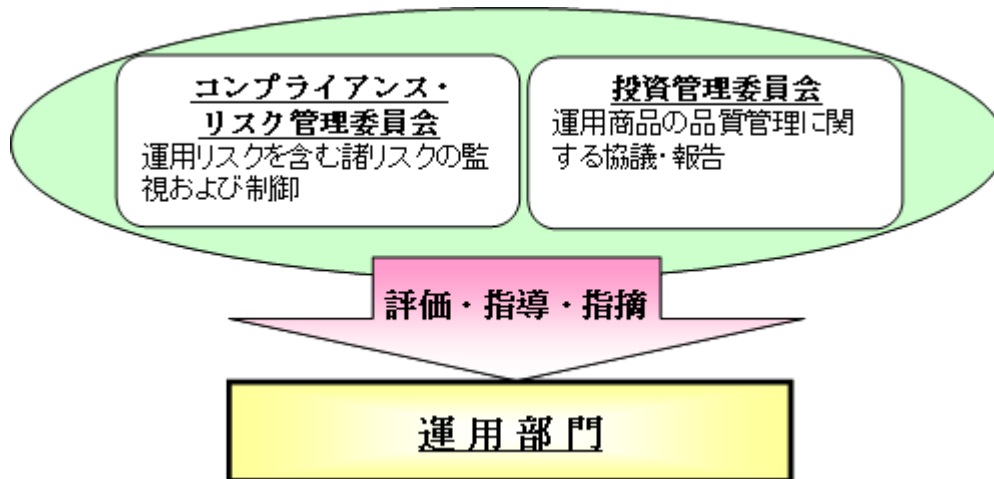 コンプライアンス・
リスク管理委員会
運用リスクを含む諸リスクの監
視および制御
投資管理委員会
運用商品の品質管理に関
する協議・報告
評価・指導・指摘
運用部門